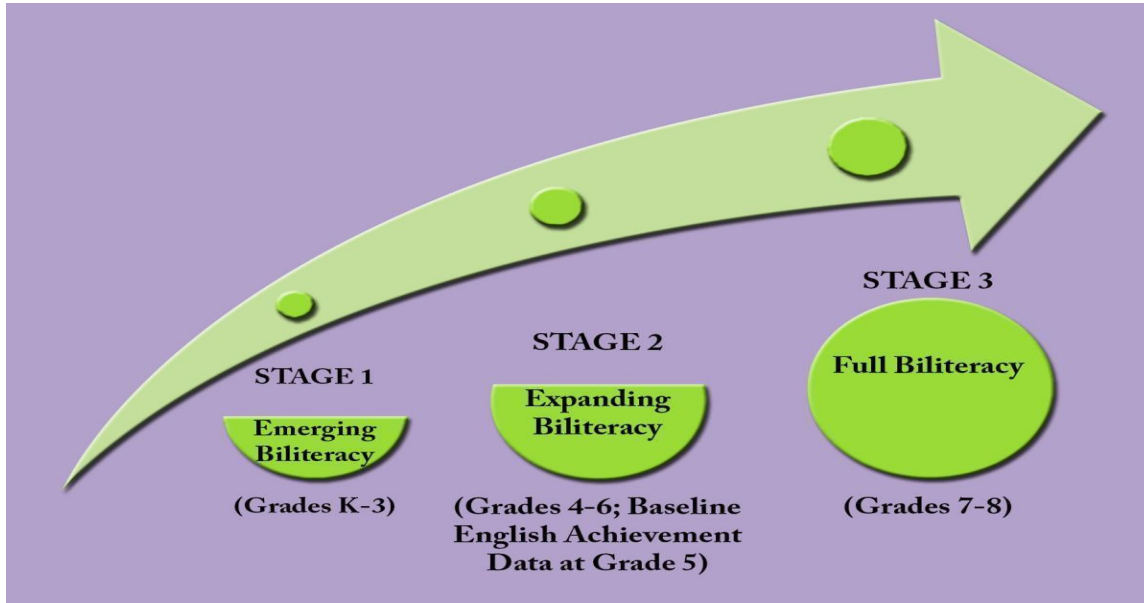 STAGE 1
Emerging
Biliteracy
(Grades K-3)
STAGE 2
Expanding
Biliteracy
(Grades 4-6; Baseline
English Achievement
Data at Grade 5)
STAGE 3
Full Biliteracy
(Grades 7-8)